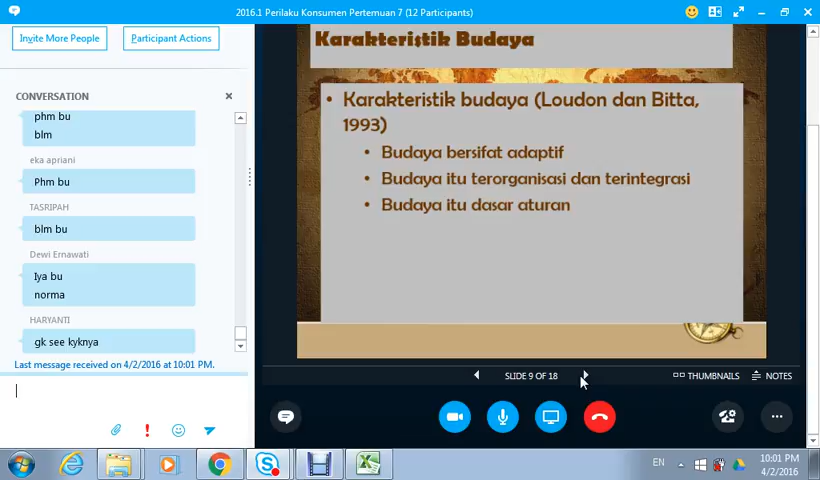 2016.1 Perilaku Konsumen Pertemuan 7 (12 Participants)
Invite More People
Participant Actions
CONVERSATION
phm bu
blm
eka apriani
Phm bu
TASRIPAH
blm bu
Dewi Ernawati
Iya bu
norma
HARYANTI
gk see kyknya
Last message received on 4/2/2016 at 10:01 PM.
Karakteristik Budaya
• Karakteristik budaya (Loudon dan Bitta,
1993)
• Budaya bersifat adaptif
• Budaya itu terorganisasi dan terintegrasi
• Budaya itu dasar aturan
SLIDE 9 OF 18
THUMBNAILS
NOTES
EN
10:01 PM
4/2/2016